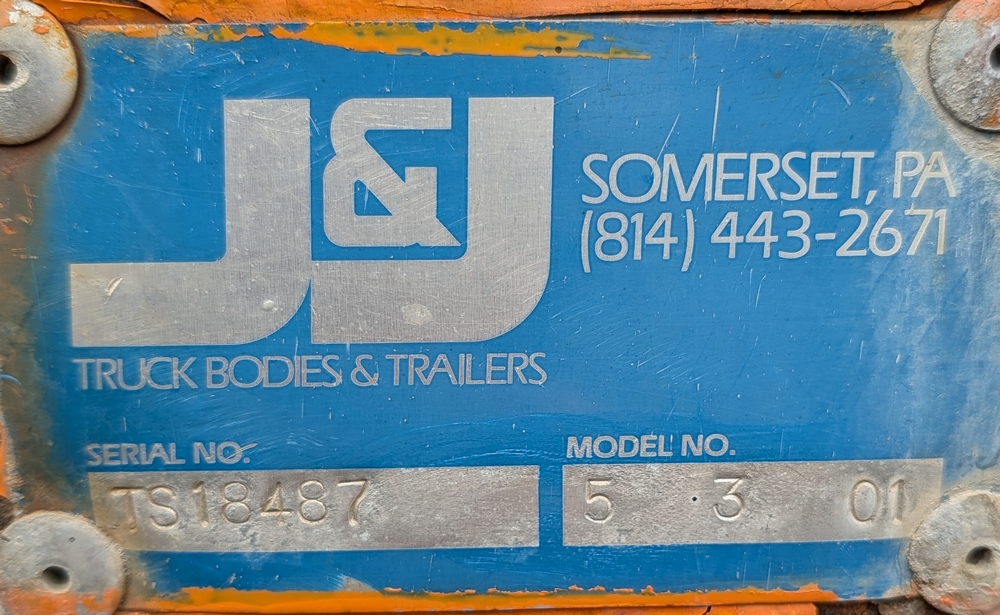 J&J
SOMERSET, PA
(814) 443-2671
TRUCK BODIES & TRAILERS
SERIAL NO.
MODEL NO.
TS18487
5 · 3 01